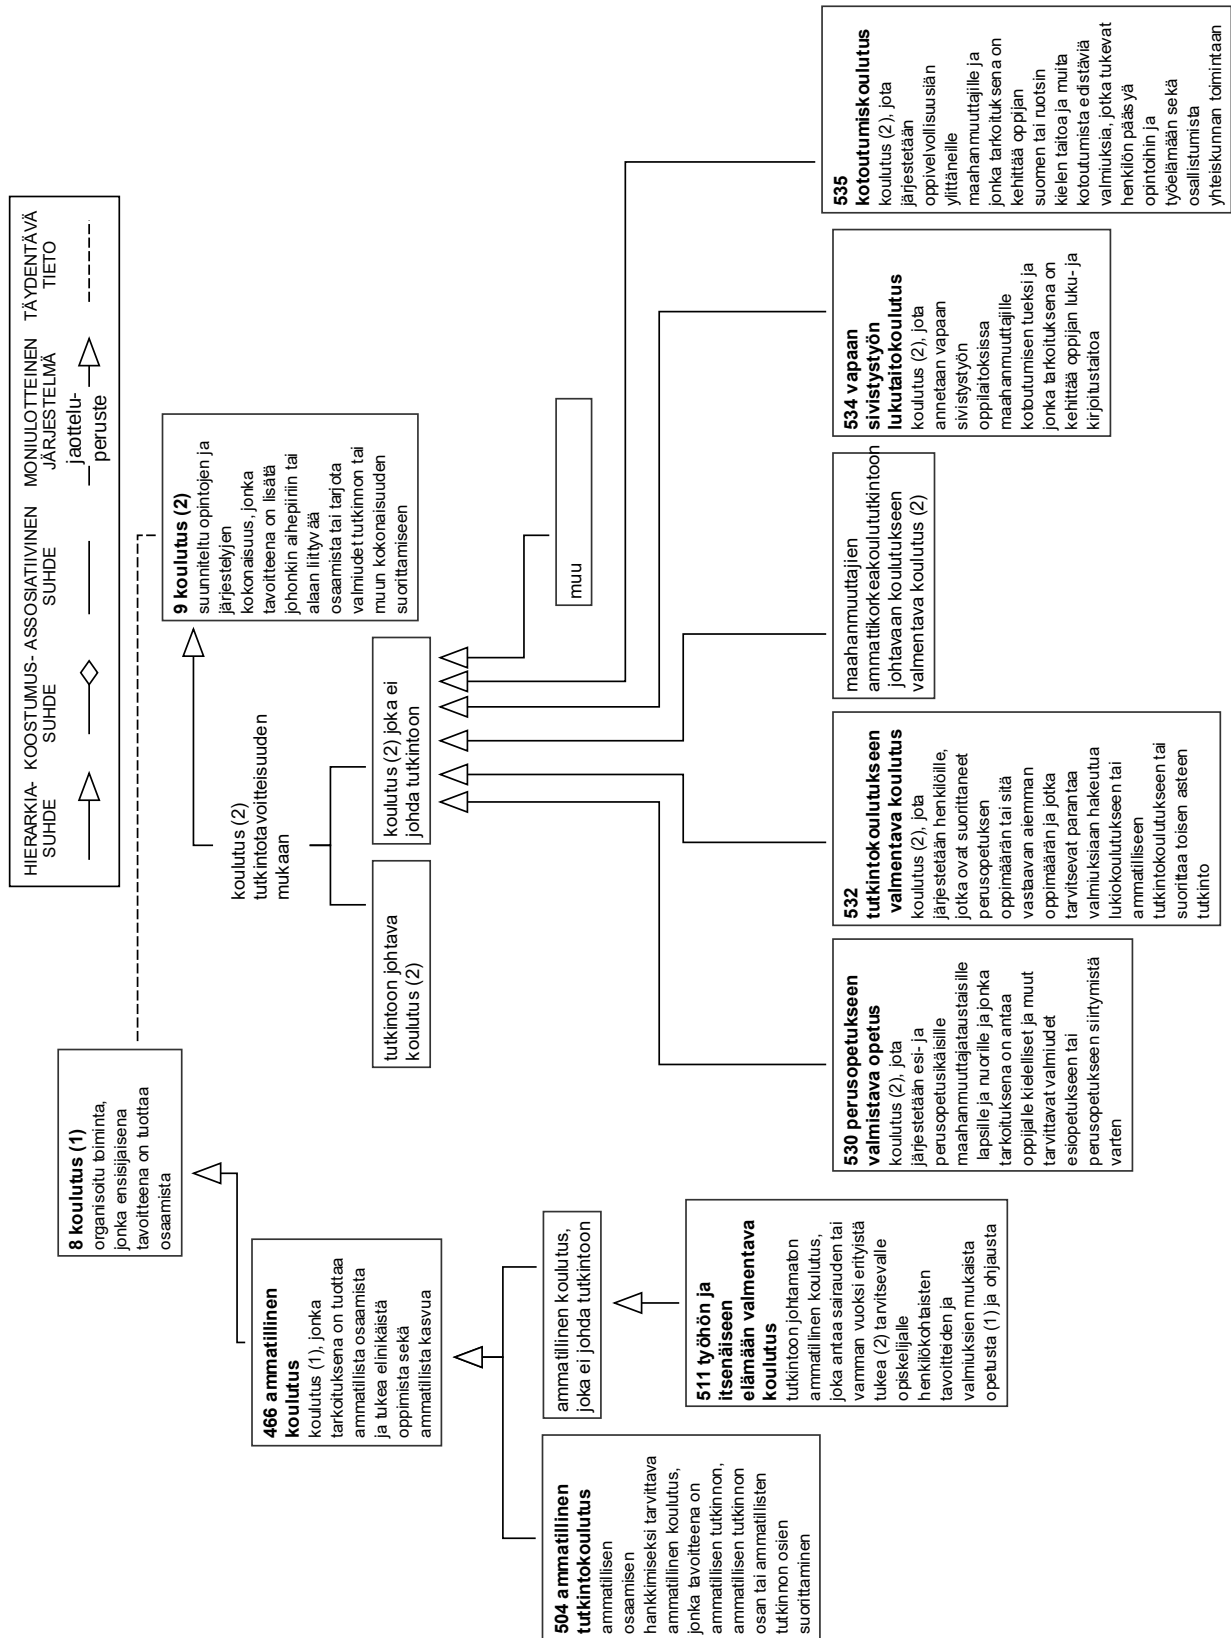 HIERARKIA-
SUHDE
KOOSTUMUS-
SUHDE
ASSOSIATIIVINEN
SUHDE
MONIULOTTEINEN
JÄRJESTELMÄ
jaottelu-
peruste
TÄYDENTÄVÄ
TIETO
8 koulutus (1)
organisoitu toiminta,
jonka ensisijaisena
tavoitteena on tuottaa
osaamista
9 koulutus (2)
suunniteltu opintojen ja
järjestelyjen
kokonaisuus, jonka
tavoitteena on lisätä
johonkin aihepiiriin tai
alaan liittyvää
osaamista tai tarjota
valmiudet tutkinnon tai
muun kokonaisuuden
suorittamiseen
466 ammatillinen
koulutus
koulutus (1), jonka
tarkoituksena on tuottaa
ammatillista osaamista
ja tukea elinikäistä
oppimista sekä
ammatillista kasvua
koulutus (2)
tutkintotavoitteisuuden
mukaan
tutkintoon johtava
koulutus (2)
koulutus (2) joka ei
johda tutkintoon
504 ammatillinen
tutkintokoulutus
ammatillisen
osaamisen
hankkimiseksi tarvittava
ammatillinen koulutus,
jonka tavoitteena on
ammatillisen tutkinnon,
ammatillisen tutkinnon
osan tai ammatillisten
tutkinnon osien
suorittaminen
ammatillinen koulutus,
joka ei johda tutkintoon
muu
511 työhön ja
itsenäiseen
elämään valmentava
koulutus
tutkintoon johtamaton
ammatillinen koulutus,
joka antaa sairauden tai
vamman vuoksi erityistä
tukea (2) tarvitsevalle
opiskelijalle
henkilökohtaisten
tavoitteiden ja
valmiuksien mukaista
opetusta (1) ja ohjausta
530 perusopetukseen
valmistava opetus
koulutus (2), jota
järjestetään esi- ja
perusopetusikäisille
maahanmuuttajataustaisille
lapsille ja nuorille ja jonka
tarkoituksena on antaa
oppijalle kielelliset ja muut
tarvittavat valmiudet
esiopetukseen tai
perusopetukseen siirtymistä
varten
532
tutkintokoulutukseen
valmentava koulutus
koulutus (2), jota
järjestetään henkilöille,
jotka ovat suorittaneet
perusopetuksen
oppimäärän tai sitä
vastaavan aiemman
oppimäärän ja jotka
tarvitsevat parantaa
valmiuksiaan hakeutua
lukiokoulutukseen tai
ammatilliseen
tutkintokoulutukseen tai
suorittaa toisen asteen
tutkinto
maahanmuuttajien
ammattikorkeakoulututkintoon
johtavaan koulutukseen
valmentava koulutus (2)
534 vapaan
sivistystyön
lukutaitokoulutus
koulutus (2), jota
annetaan vapaan
sivistystyön
oppilaitoksissa
maahanmuuttajille
kotoutumisen tueksi ja
jonka tarkoituksena on
kehittää oppijan luku- ja
kirjoitustaitoa
535
kotoutumiskoulutus
koulutus (2), jota
järjestetään
oppivelvollisuusiän
ylittäneille
maahanmuuttajille ja
jonka tarkoituksena on
kehittää oppijan
suomen tai ruotsin
kielen taitoa ja muita
kotoutumista edistäviä
valmiuksia, jotka tukevat
henkilön pääsyä
opintoihin ja
työelämään sekä
osallistumista
yhteiskunnan toimintaan